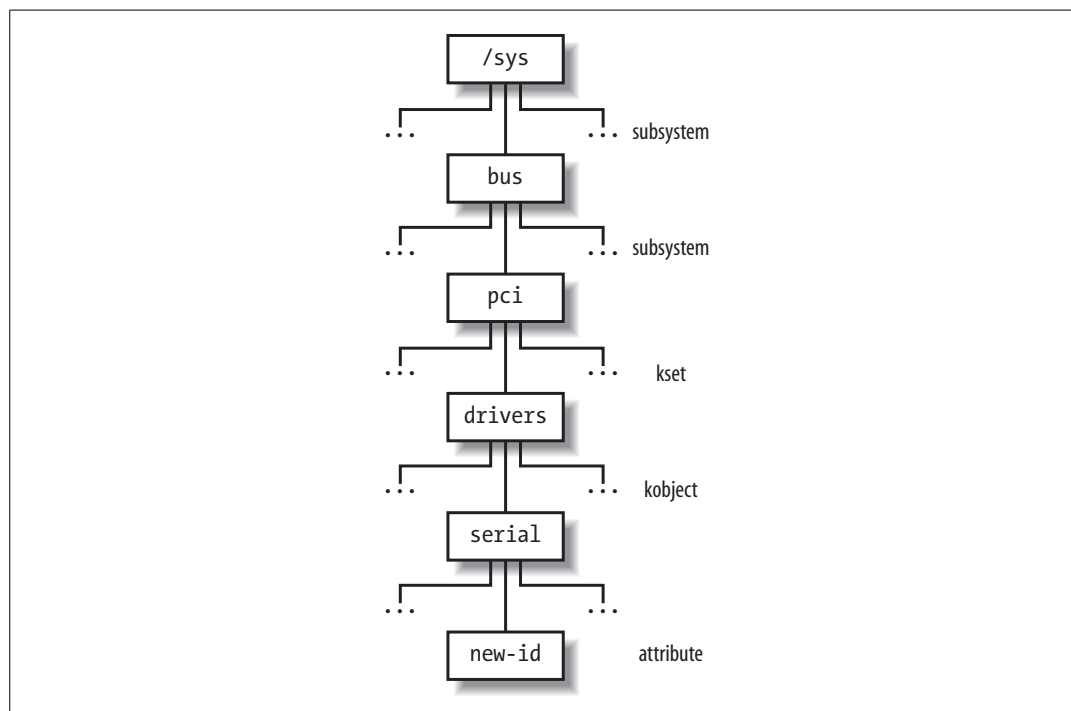 /sys
... ... subsystem
bus
... ... subsystem
pci
... ... kset
drivers
... ... kobject
serial
... ...
new-id attribute